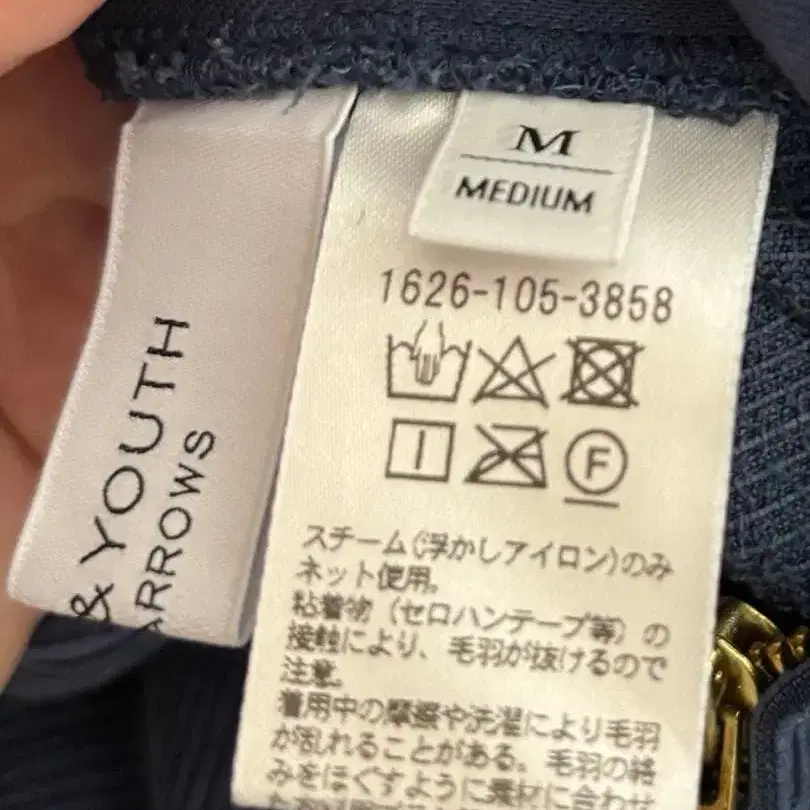 & YOUTH
ARROWS
M
MEDIUM
1626-105-3858
F
スチーム(浮かしアイロン)のみ
ネット使用。
粘着物(セロハンテープ等)の
接触により、毛羽が抜けるので
注意。
着用中の摩擦や洗濯により毛羽
が乱れることがある。毛羽の絡
みをほぐすように素材に合わせ